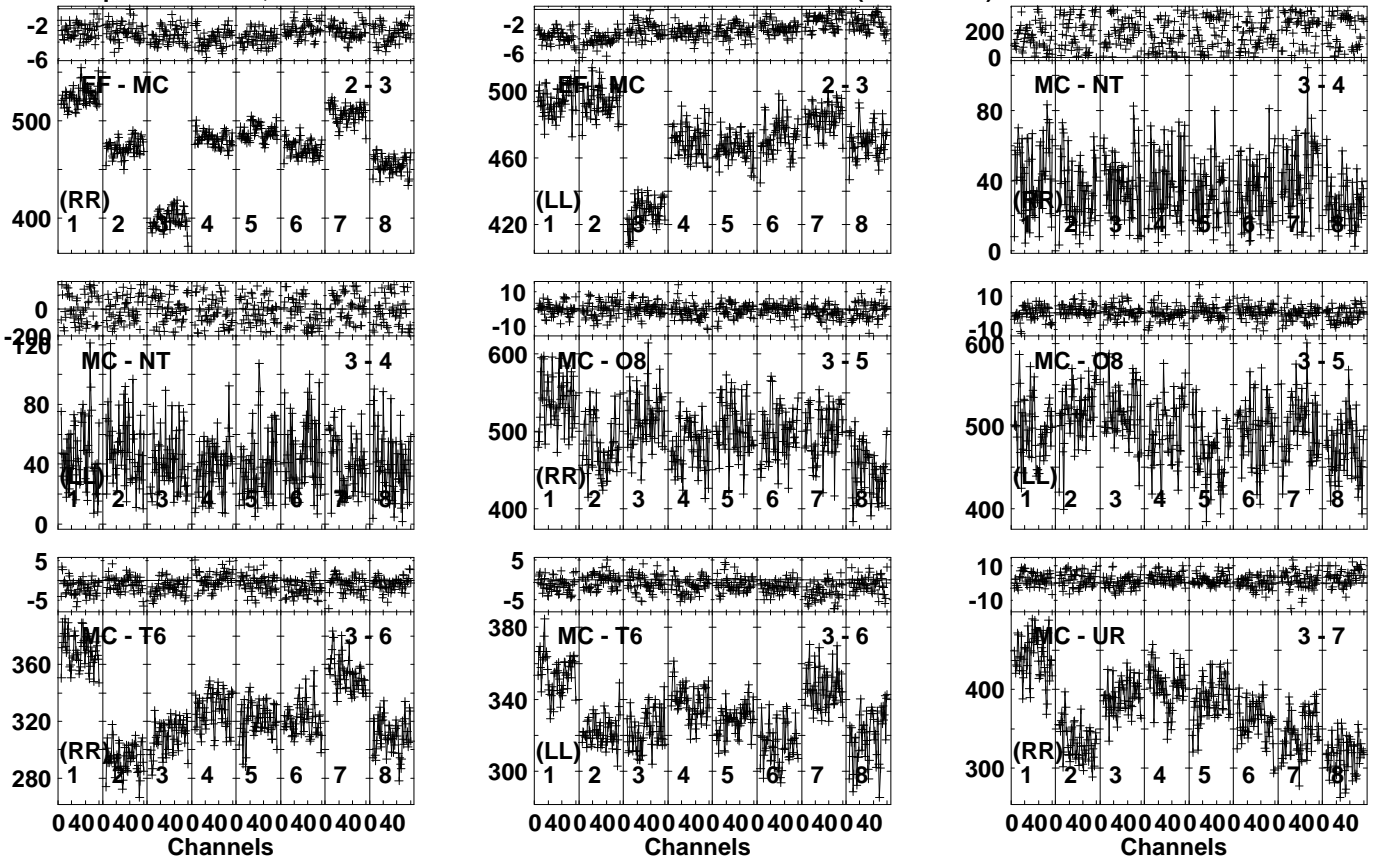 -2
-6
EF - MC 2 - 3
500
400
(RR)
1 2 3 4 5 6 7 8
-2
-6
EF - MC 2 - 3
500
460
420
(LL)
1 2 3 4 5 6 7 8
200
0
MC - NT 3 - 4
80
40
0
(RR)
1 2 3 4 5 6 7 8
0
-200
120
MC - NT 3 - 4
80
40
0
(LL)
1 2 3 4 5 6 7 8
10
-10
600
MC - O8 3 - 5
500
400
(RR)
1 2 3 4 5 6 7 8
10
-10
600
MC - O8 3 - 5
500
400
(LL)
1 2 3 4 5 6 7 8
5
-5
MC - T6 3 - 6
360
320
280
(RR)
1 2 3 4 5 6 7 8
0 40 0 40 0 40 0 40 0 40 0 40 0 40 0 40
Channels
5
-5
380
MC - T6 3 - 6
340
300
(LL)
1 2 3 4 5 6 7 8
0 40 0 40 0 40 0 40 0 40 0 40 0 40 0 40
Channels
10
-10
MC - UR 3 - 7
400
300
(RR)
1 2 3 4 5 6 7 8
0 40 0 40 0 40 0 40 0 40 0 40 0 40 0 40
Channels